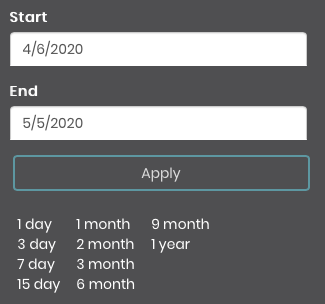 Start
4/6/2020
End
5/5/2020
Apply
1 day 1 month 9 month
3 day 2 month 1 year
7 day 3 month
15 day 6 month